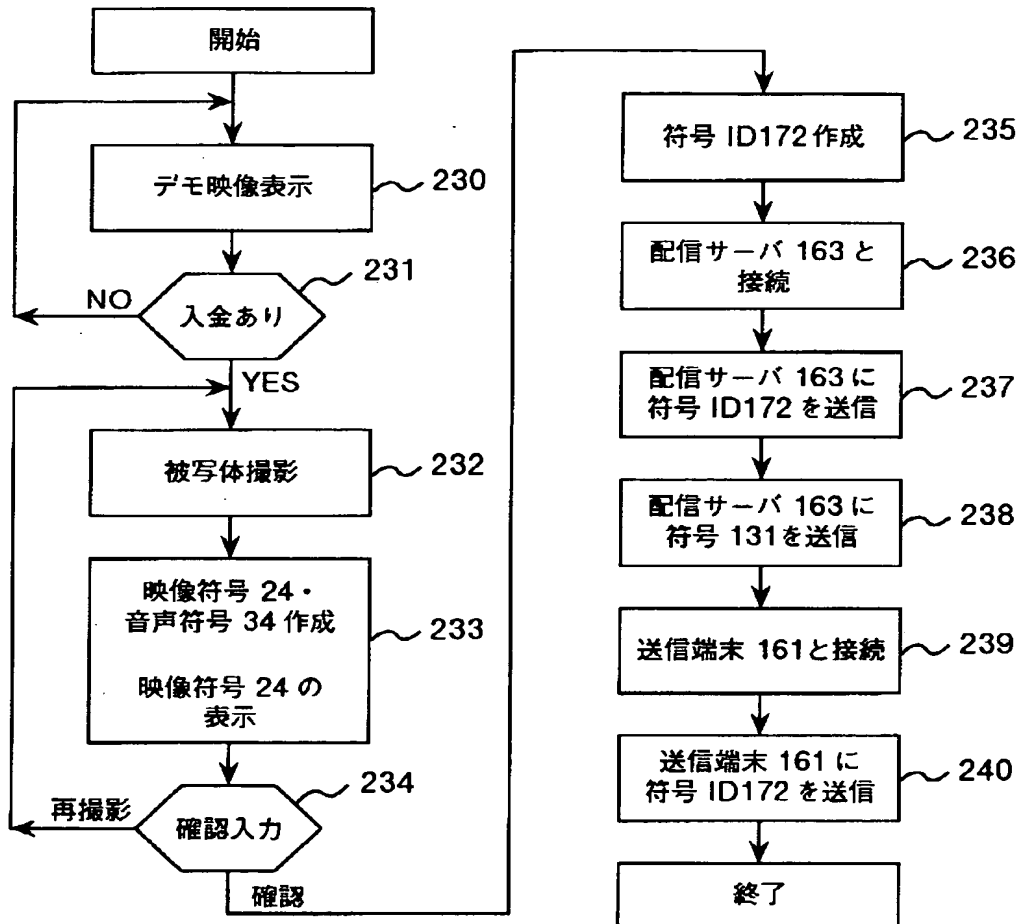 開始
デモ映像表示
230
231
NO
入金あり
YES
被写体撮影
232
映像符号 24・
音声符号 34 作成
映像符号 24 の
表示
233
234
再撮影
確認入力
確認
符号 ID172 作成
235
配信サーバ 163 と
接続
236
配信サーバ 163 に
符号 ID172 を送信
237
配信サーバ 163 に
符号 131 を送信
238
送信端末 161 と接続
239
送信端末 161 に
符号 ID172 を送信
240
終了